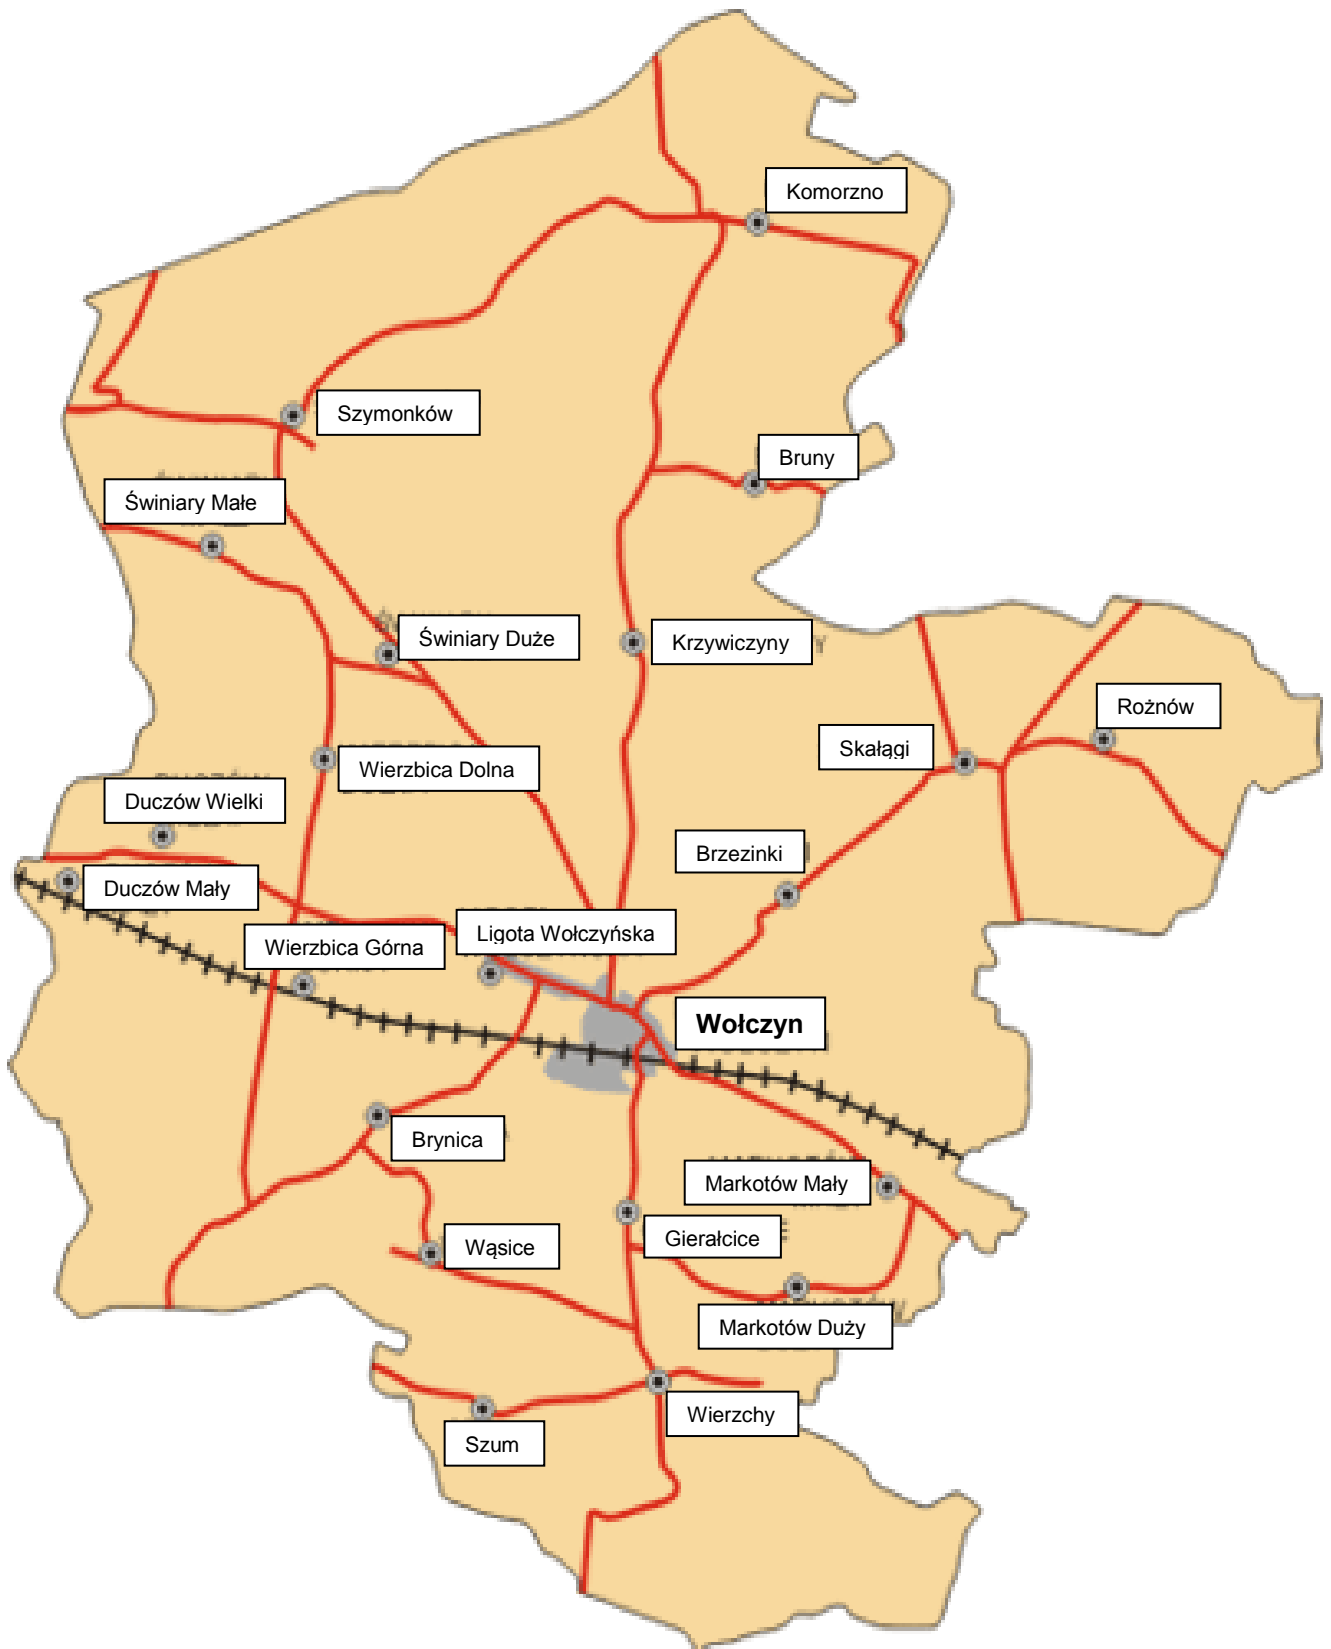 Komorzno
Szymonków
Bruny
Świniary Małe
Świniary Duże
Krzywiczyny
Rożnów
Skałągi
Wierzbica Dolna
Duczów Wielki
Brzezinki
Duczów Mały
Ligota Wołczyńska
Wierzbica Górna
Wołczyn
Brynica
Markotów Mały
Gierałcice
Wąsice
Markotów Duży
Wierzchy
Szum